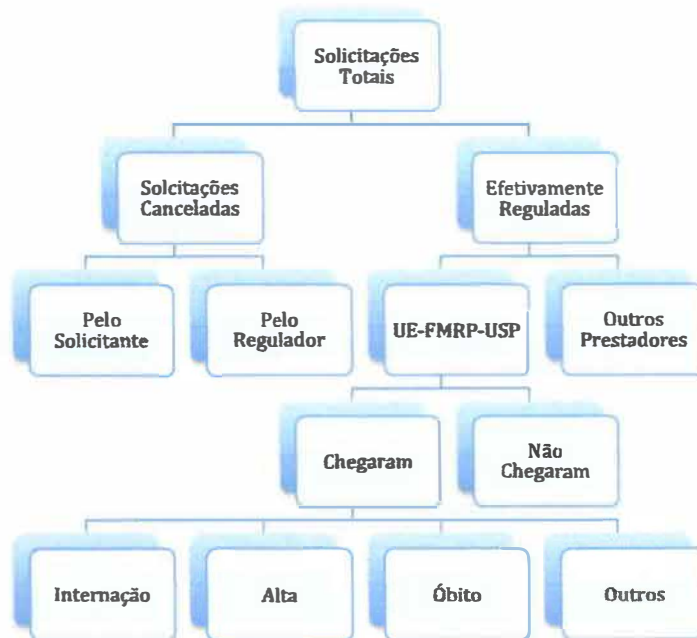 Solicitações
Totais
Solcitações
Canceladas
Efetivamente
Reguladas
Pelo
Solicitante
Pelo
Regulador
UE-FMRP-USP
Outros
Prestadores
Chegaram
Não
Chegaram
Internação
Alta
Óbito
Outros